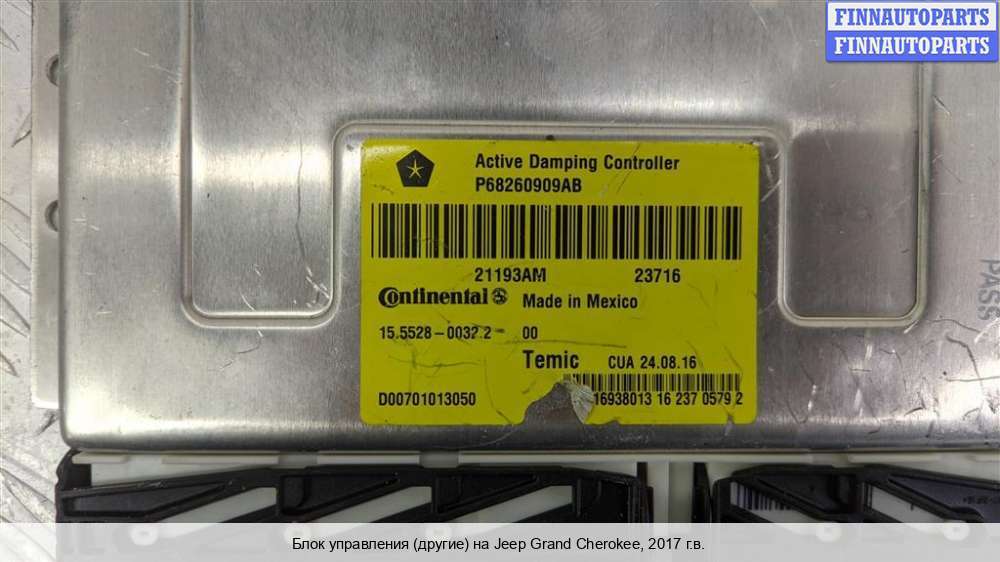 FINNAUTOPARTS
FINNAUTOPARTS
Active Damping Controller
P68260909AB
21193AM 23716
Continental Made in Mexico
15.5528-0032.2 00
Temic CUA 24.08.16
D00701013050 16938013 16 237 0579 2
PASS
Блок управления (другие) на Jeep Grand Cherokee, 2017 г.в.